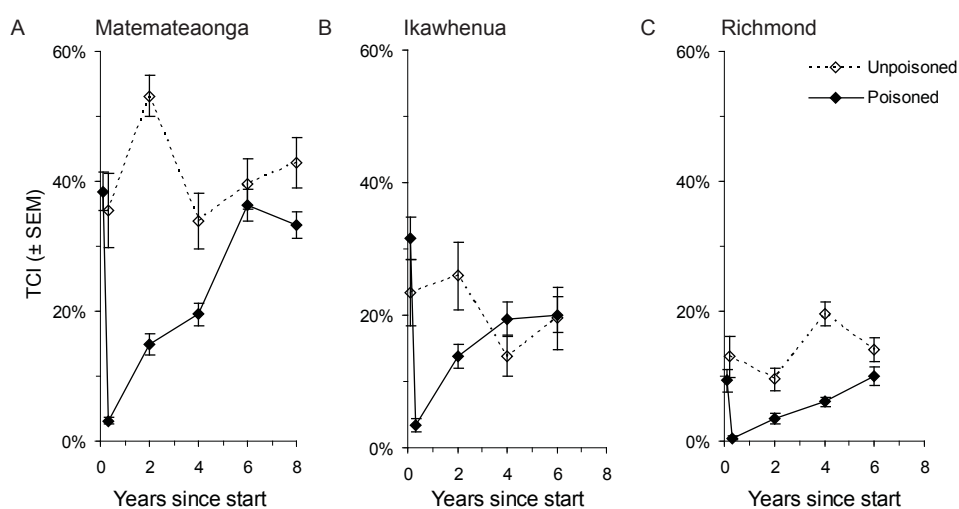 A Matemateaonga B Ikawhenua C Richmond
60% 60% 60%
Unpoisoned
Poisoned
40% 40% 40%
TCI (± SEM)
20% 20% 20%
0% 0% 0%
0 2 4 6 8 0 2 4 6 8 0 2 4 6 8
Years since start Years since start Years since start